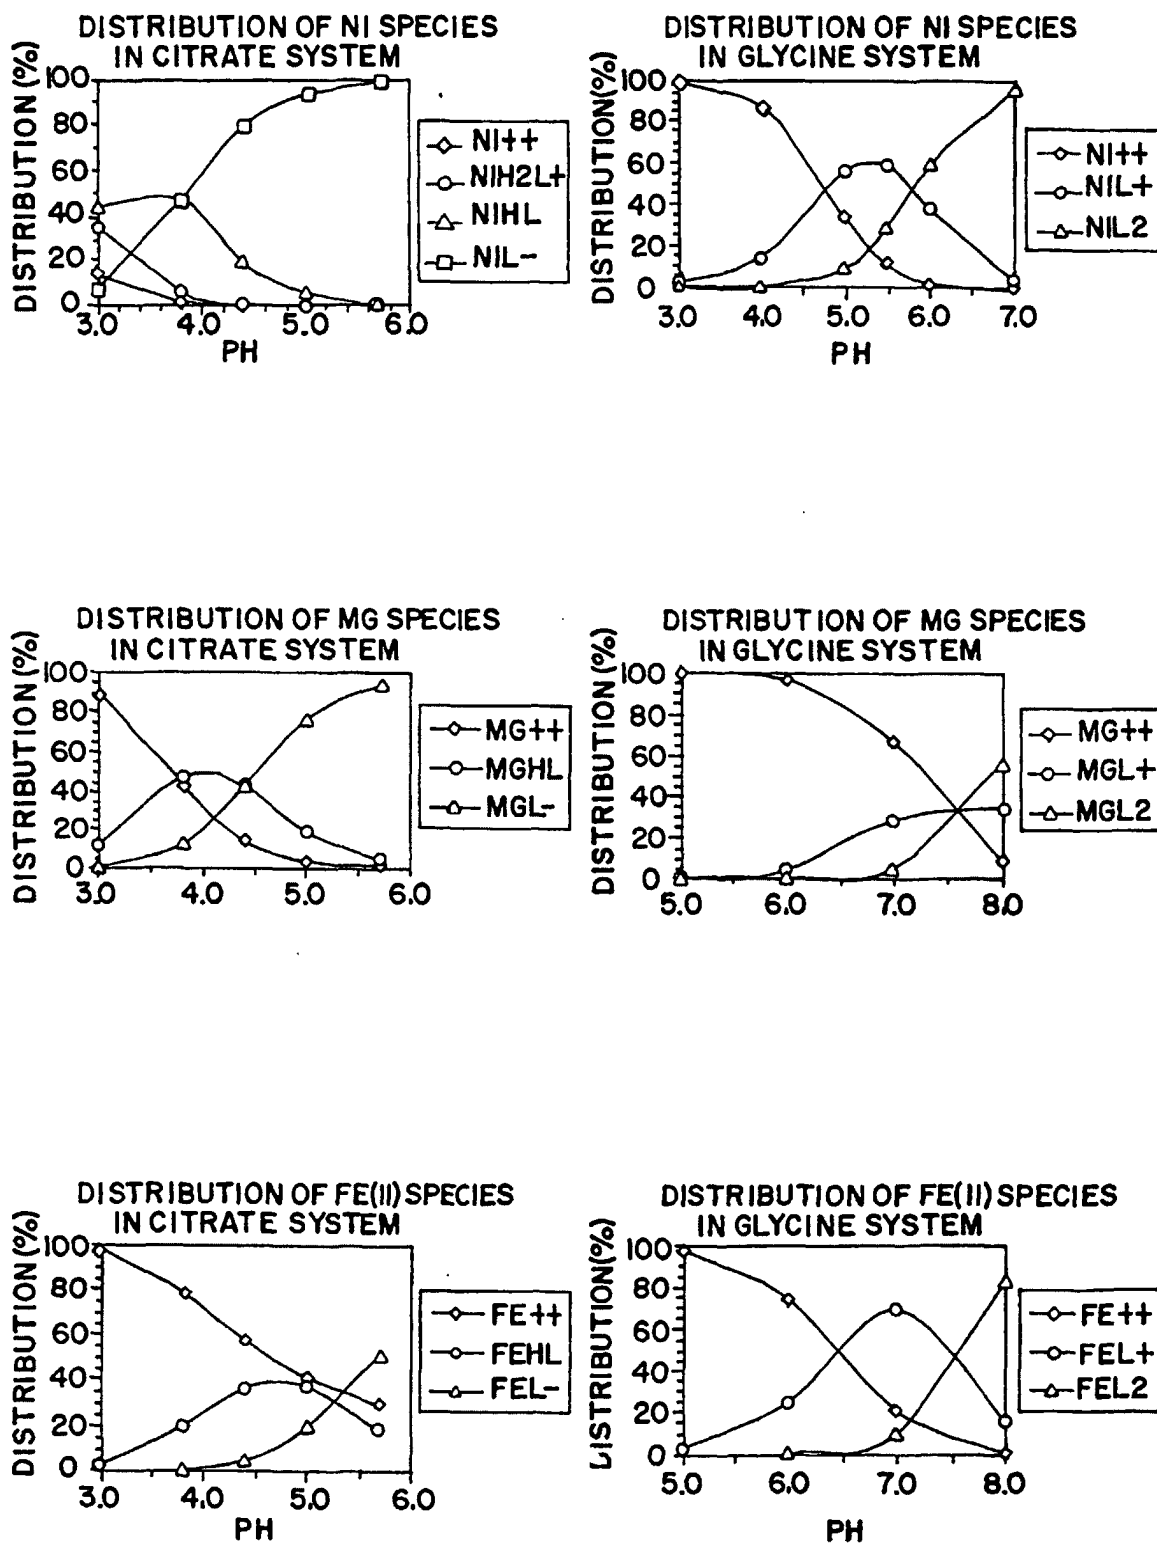 DISTRIBUTION OF NI SPECIES
IN CITRATE SYSTEM
DISTRIBUTION (%)
100
80
60
40
20
0
3.0 4.0 5.0 6.0
PH
NI++
NIH2L+
NIHL
NIL-
DISTRIBUTION OF NI SPECIES
IN GLYCINE SYSTEM
DISTRIBUTION(%)
100
80
60
40
20
0
3.0 4.0 5.0 6.0 7.0
PH
NI++
NIL+
NIL2
DISTRIBUTION OF MG SPECIES
IN CITRATE SYSTEM
DISTRIBUTION (%)
100
80
60
40
20
0
3.0 4.0 5.0 6.0
MG++
MGHL
MGL-
DISTRIBUTION OF MG SPECIES
IN GLYCINE SYSTEM
DISTRIBUTION (%)
100
80
60
40
20
0
5.0 6.0 7.0 8.0
MG++
MGL+
MGL2
DISTRIBUTION OF FE(II) SPECIES
IN CITRATE SYSTEM
DISTRIBUTION (%)
100
80
60
40
20
0
3.0 4.0 5.0 6.0
PH
FE++
FEHL
FEL-
DISTRIBUTION OF FE(II) SPECIES
IN GLYCINE SYSTEM
DISTRIBUTION(%)
100
80
60
40
20
0
5.0 6.0 7.0 8.0
PH
FE++
FEL+
FEL2